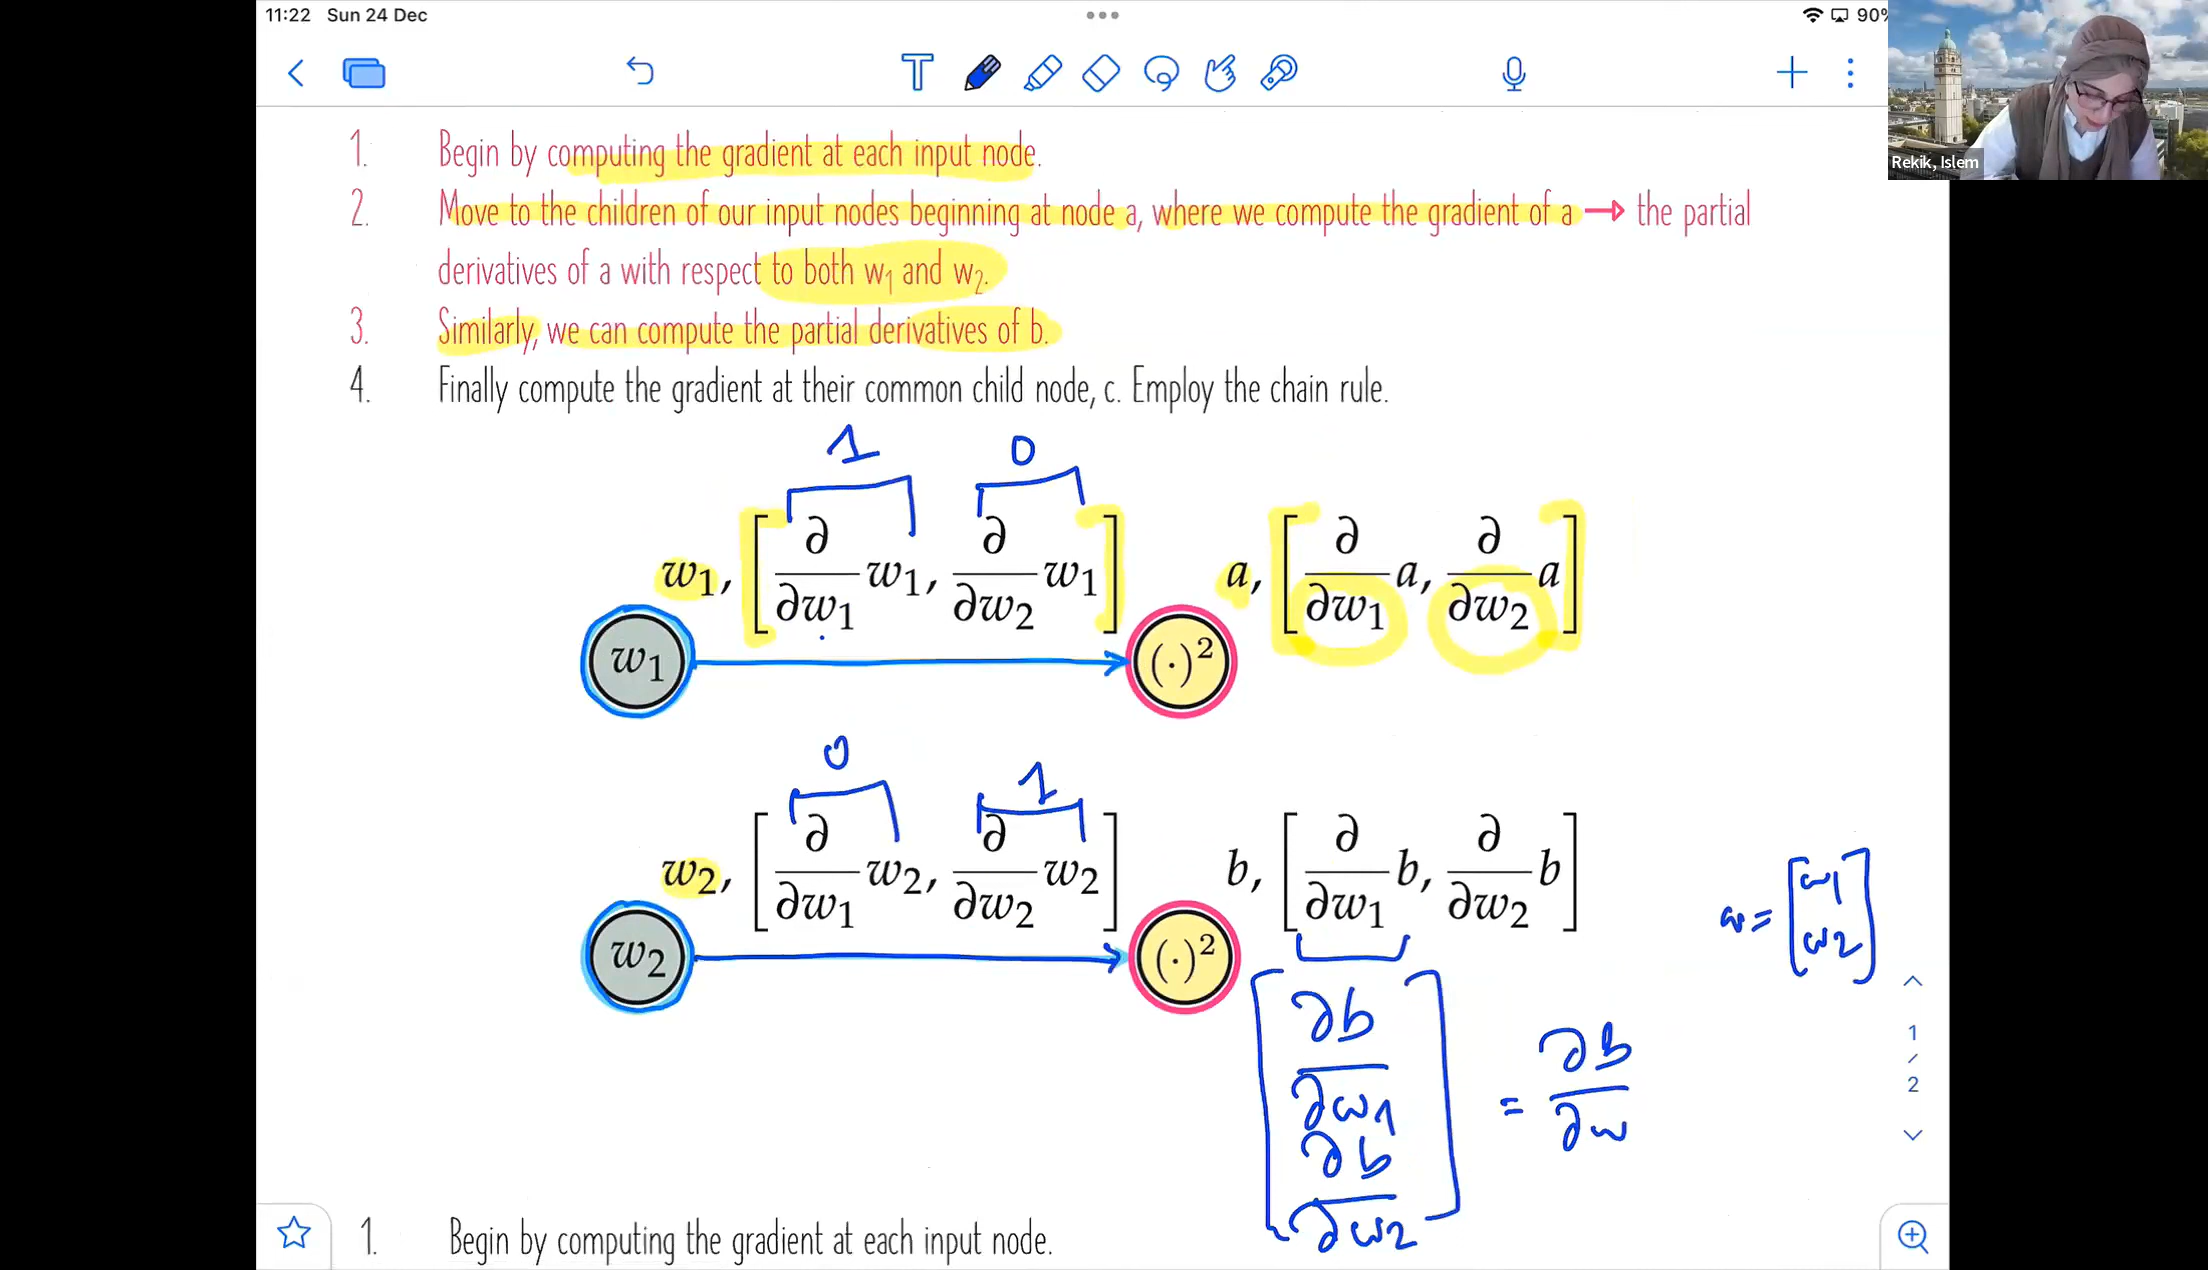 11:22 Sun 24 Dec
90%
Rekik, Islem
1. Begin by computing the gradient at each input node.
2. Move to the children of our input nodes beginning at node a, where we compute the gradient of a → the partial
derivatives of a with respect to both w₁ and w₂.
3. Similarly, we can compute the partial derivatives of b.
4. Finally compute the gradient at their common child node, c. Employ the chain rule.
1 0
w₁, [∂/∂w₁ w₁, ∂/∂w₂ w₁] a, [∂/∂w₁ a, ∂/∂w₂ a]
w₁ (·)²
0 1
w₂, [∂/∂w₁ w₂, ∂/∂w₂ w₂] b, [∂/∂w₁ b, ∂/∂w₂ b]
w = [w1
w2]
w₂ (·)²
[∂b/∂w1
∂b/∂w2] = ∂b/∂w
1
/
2
1. Begin by computing the gradient at each input node.